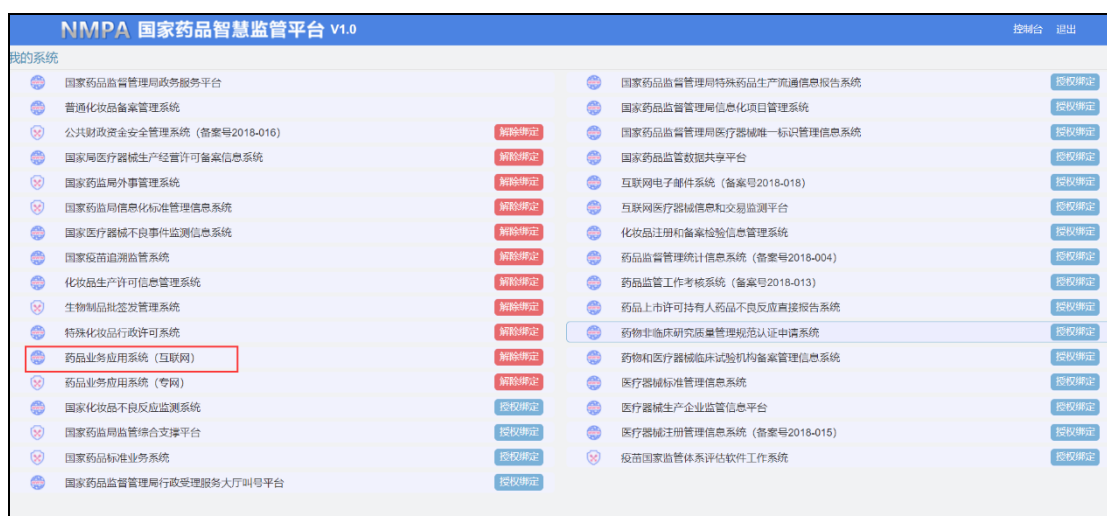 NMPA 国家药品智慧监管平台 V1.0
控制台 退出
我的系统
国家药品监督管理局政务服务平台
普通化妆品备案管理系统
公共财政资金安全管理系统（备案号2018-016） 解除绑定
国家局医疗器械生产经营许可备案信息系统 解除绑定
国家药监局外事管理系统 解除绑定
国家药监局信息化标准管理信息系统 解除绑定
国家医疗器械不良事件监测信息系统 解除绑定
国家疫苗追溯监管系统 解除绑定
化妆品生产许可信息管理系统 解除绑定
生物制品批签发管理系统 解除绑定
特殊化妆品行政许可系统 解除绑定
药品业务应用系统（互联网） 解除绑定
药品业务应用系统（专网） 解除绑定
国家化妆品不良反应监测系统 授权绑定
国家药监局监管综合支撑平台 授权绑定
国家药品标准业务系统 授权绑定
国家药品监督管理局行政受理服务大厅叫号平台 授权绑定
国家药品监督管理局特殊药品生产流通信息报告系统 授权绑定
国家药品监督管理局信息化项目管理系统 授权绑定
国家药品监督管理局医疗器械唯一标识管理信息系统 授权绑定
国家药品监管数据共享平台 授权绑定
互联网电子邮件系统（备案号2018-018） 授权绑定
互联网医疗器械信息和交易监测平台 授权绑定
化妆品注册和备案检验信息管理系统 授权绑定
药品监督管理统计信息系统（备案号2018-004） 授权绑定
药品监管工作考核系统（备案号2018-013） 授权绑定
药品上市许可持有人药品不良反应直接报告系统 授权绑定
药物非临床研究质量管理规范认证申请系统 授权绑定
药物和医疗器械临床试验机构备案管理信息系统 授权绑定
医疗器械标准管理信息系统 授权绑定
医疗器械生产企业监管信息平台 授权绑定
医疗器械注册管理信息系统（备案号2018-015） 授权绑定
疫苗国家监管体系评估软件工作系统 授权绑定